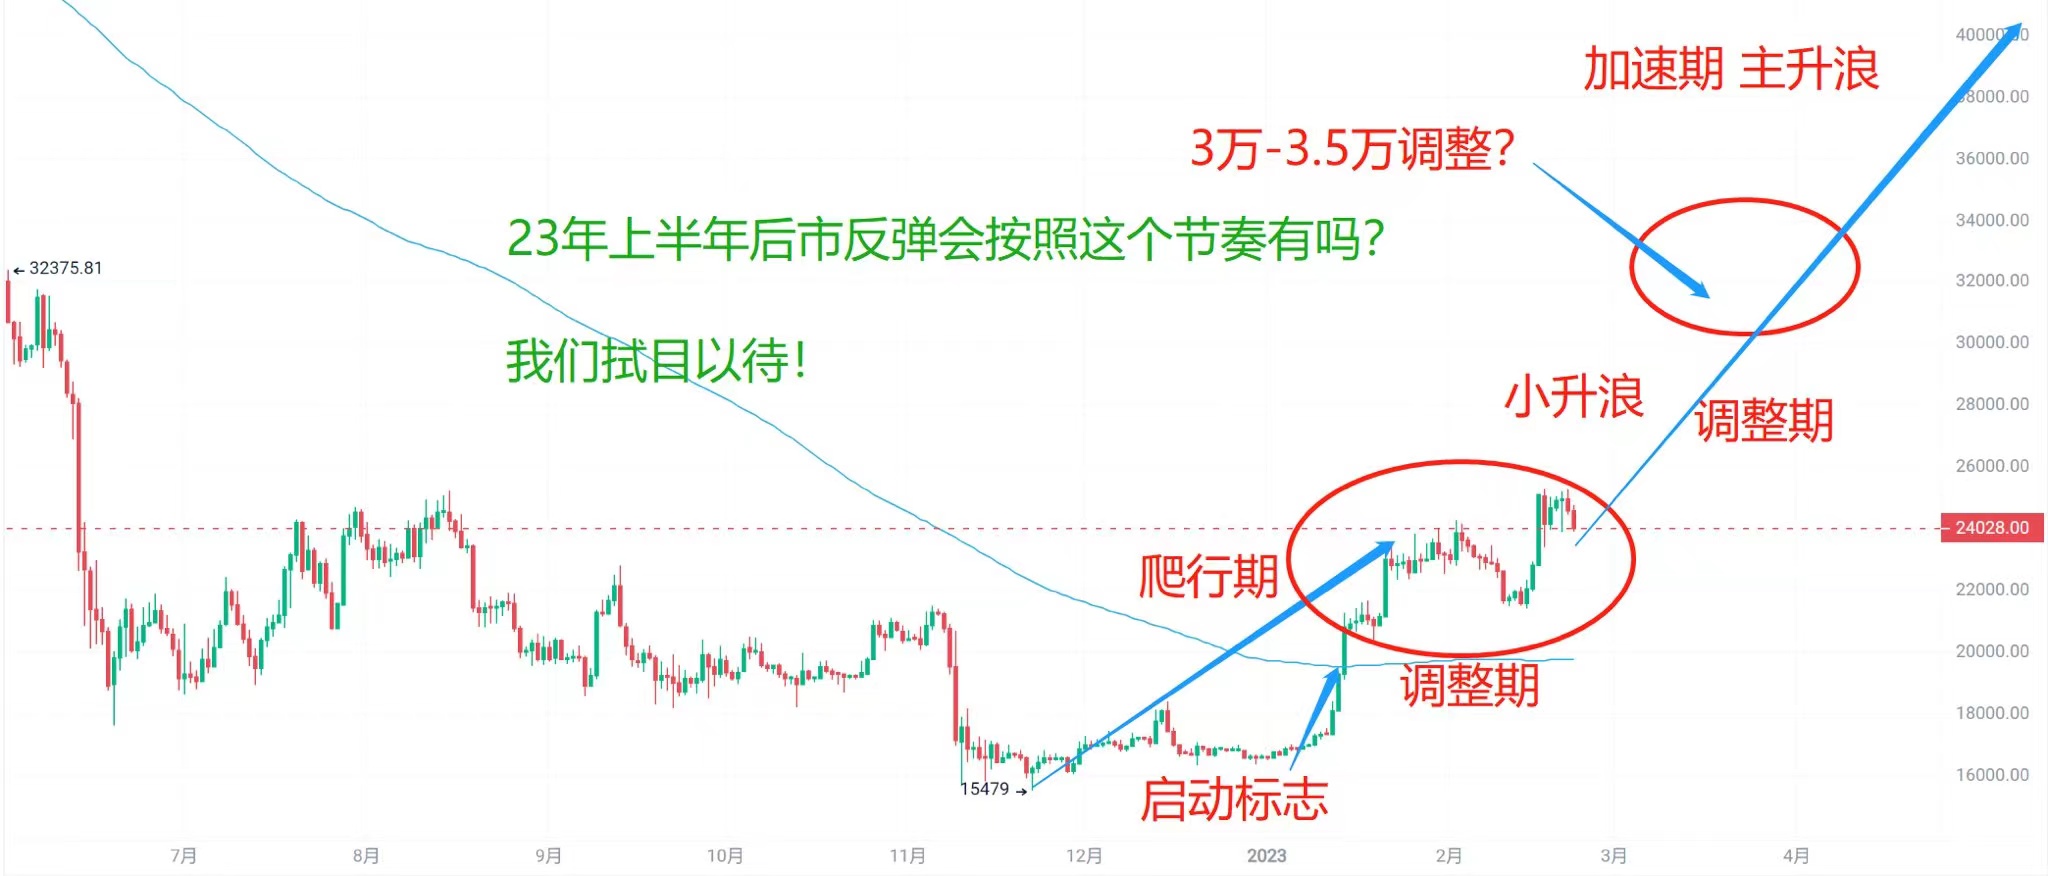 加速期 主升浪
3万-3.5万调整?
23年上半年后市反弹会按照这个节奏有吗?
我们拭目以待!
小升浪
调整期
爬行期
调整期
启动标志
32375.81
15479
40000.00
38000.00
36000.00
34000.00
32000.00
30000.00
28000.00
26000.00
24028.00
22000.00
20000.00
18000.00
16000.00
7月
8月
9月
10月
11月
12月
2023
2月
3月
4月